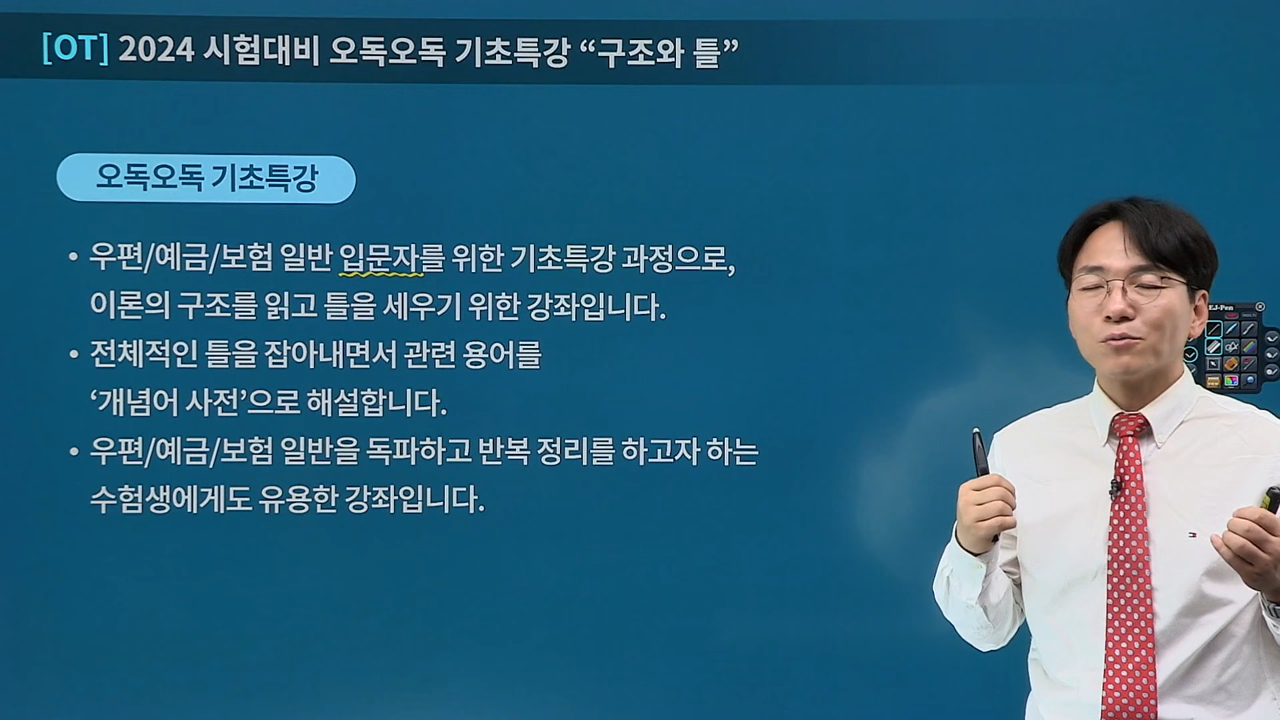 [OT] 2024 시험대비 오독오독 기초특강 “구조와 틀”
오독오독 기초특강
• 우편/예금/보험 일반 입문자를 위한 기초특강 과정으로,
이론의 구조를 읽고 틀을 세우기 위한 강좌입니다.
• 전체적인 틀을 잡아내면서 관련 용어를
‘개념어 사전’으로 해설합니다.
• 우편/예금/보험 일반을 독파하고 반복 정리를 하고자 하는
수험생에게도 유용한 강좌입니다.
EJ-Pen